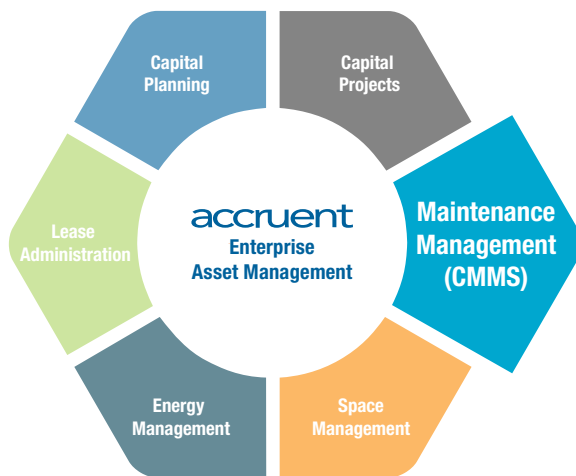 Capital
Planning
Capital
Projects
Lease
Administration
accruent
Enterprise
Asset Management
Maintenance
Management
(CMMS)
Energy
Management
Space
Management